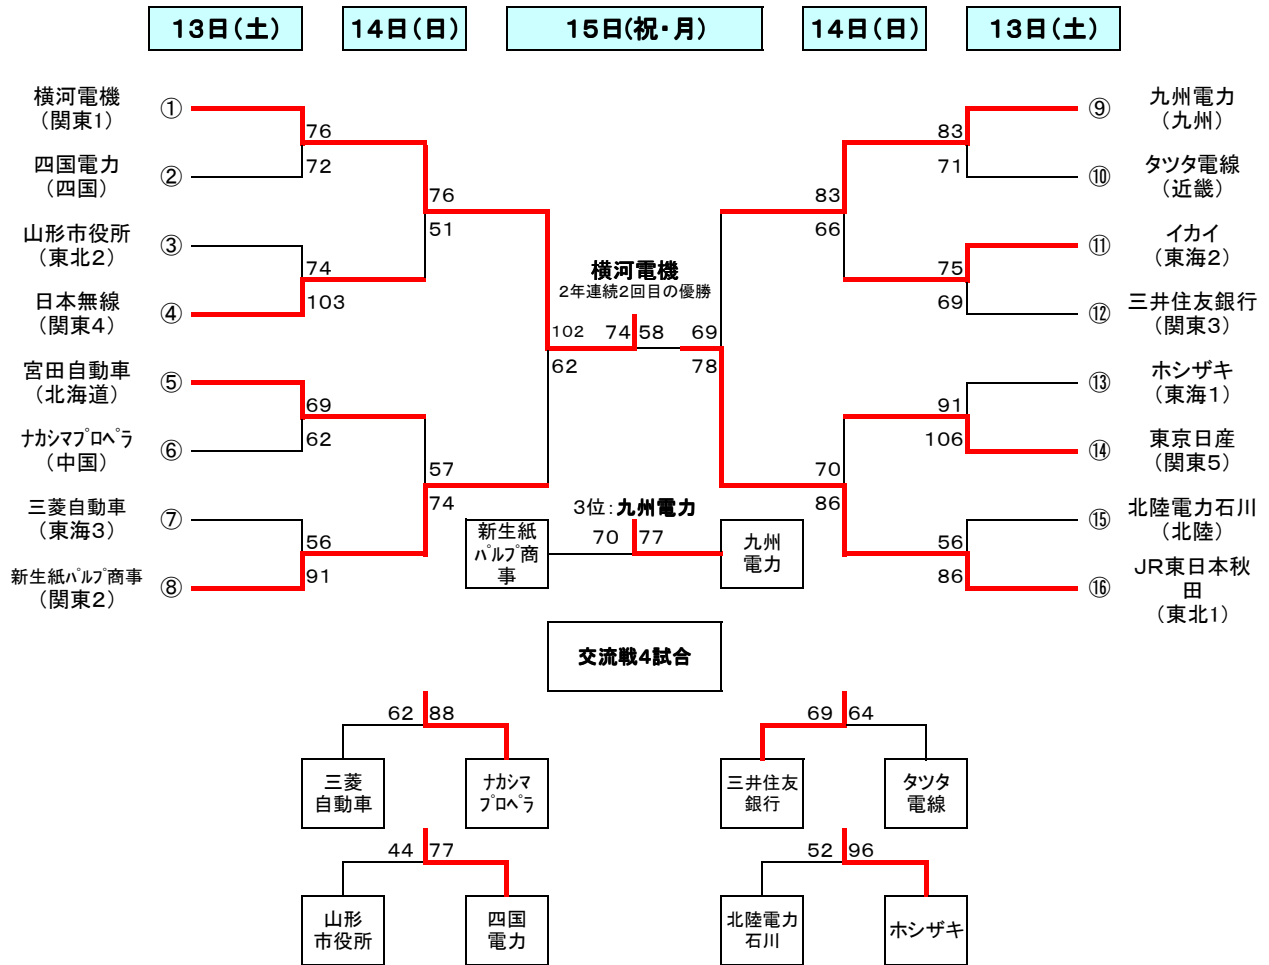 13日(土)
14日(日)
15日(祝・月)
14日(日)
13日(土)
横河電機
(関東1)
①
76
四国電力
(四国)
②
72
76
51
山形市役所
(東北2)
③
74
日本無線
(関東4)
④
103
宮田自動車
(北海道)
⑤
69
ナカシマプロペラ
(中国)
⑥
62
57
74
三菱自動車
(東海3)
⑦
56
新生紙パルプ商事
(関東2)
⑧
91
横河電機
2年連続2回目の優勝
102
74
58
69
62
78
3位:九州電力
70
77
新生紙
パルプ商
事
九州
電力
九州電力
(九州)
⑨
83
タツタ電線
(近畿)
⑩
71
83
66
イカイ
(東海2)
⑪
75
三井住友銀行
(関東3)
⑫
69
ホシザキ
(東海1)
⑬
91
東京日産
(関東5)
⑭
106
70
86
北陸電力石川
(北陸)
⑮
56
JR東日本秋
田
(東北1)
⑯
86
交流戦4試合
62
88
三菱
自動車
ナカシマ
プロペラ
69
64
三井住友
銀行
タツタ
電線
44
77
山形
市役所
四国
電力
52
96
北陸電力
石川
ホシザキ